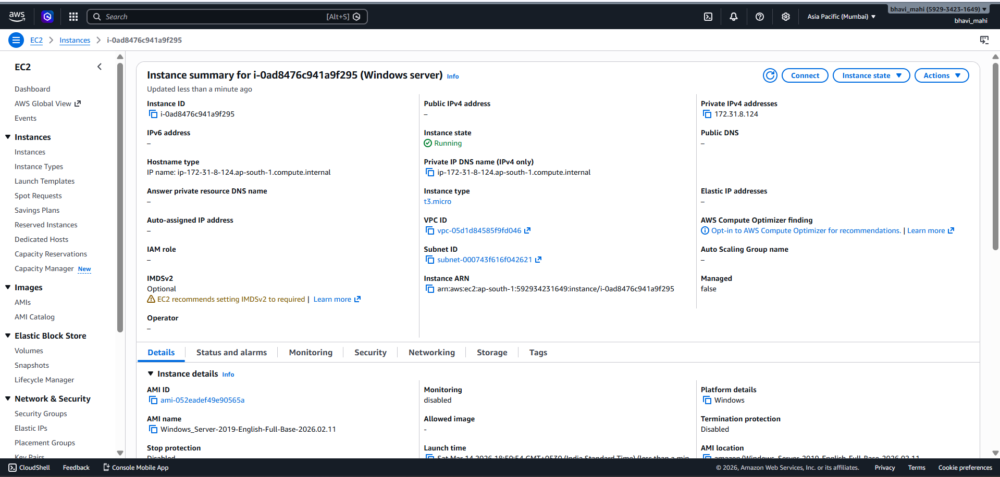 aws
Search [Alt+S]
Asia Pacific (Mumbai)
bhavi_mahi (5929-3423-1649)
bhavi_mahi
EC2 Instances i-0ad8476c941a9f295
EC2
Dashboard
AWS Global View
Events
Instances
Instances
Instance Types
Launch Templates
Spot Requests
Savings Plans
Reserved Instances
Dedicated Hosts
Capacity Reservations
Capacity Manager New
Images
AMIs
AMI Catalog
Elastic Block Store
Volumes
Snapshots
Lifecycle Manager
Network & Security
Security Groups
Elastic IPs
Placement Groups
Key Pairs
Instance summary for i-0ad8476c941a9f295 (Windows server) Info
Updated less than a minute ago
Connect
Instance state
Actions
Instance ID
i-0ad8476c941a9f295
Public IPv4 address
–
Private IPv4 addresses
172.31.8.124
IPv6 address
–
Instance state
Running
Public DNS
–
Hostname type
IP name: ip-172-31-8-124.ap-south-1.compute.internal
Private IP DNS name (IPv4 only)
ip-172-31-8-124.ap-south-1.compute.internal
Answer private resource DNS name
–
Instance type
t3.micro
Elastic IP addresses
–
Auto-assigned IP address
–
VPC ID
vpc-05d1d84585f9fd046
AWS Compute Optimizer finding
Opt-in to AWS Compute Optimizer for recommendations. | Learn more
IAM role
–
Subnet ID
subnet-000743f616f042621
Auto Scaling Group name
–
IMDSv2
Optional
EC2 recommends setting IMDSv2 to required | Learn more
Instance ARN
arn:aws:ec2:ap-south-1:592934231649:instance/i-0ad8476c941a9f295
Managed
false
Operator
–
Details
Status and alarms
Monitoring
Security
Networking
Storage
Tags
Instance details Info
AMI ID
ami-052eadef49e90565a
Monitoring
disabled
Platform details
Windows
AMI name
Windows_Server-2019-English-Full-Base-2026.02.11
Allowed image
-
Termination protection
Disabled
Stop protection
Disabled
Launch time
Sat Mar 14 2026 18:50:54 GMT+0530 (India Standard Time) (less than a min
AMI location
amazon/Windows_Server-2019-English-Full-Base-2026.02.11
CloudShell
Feedback
Console Mobile App
© 2026, Amazon Web Services, Inc. or its affiliates.
Privacy
Terms
Cookie preferences